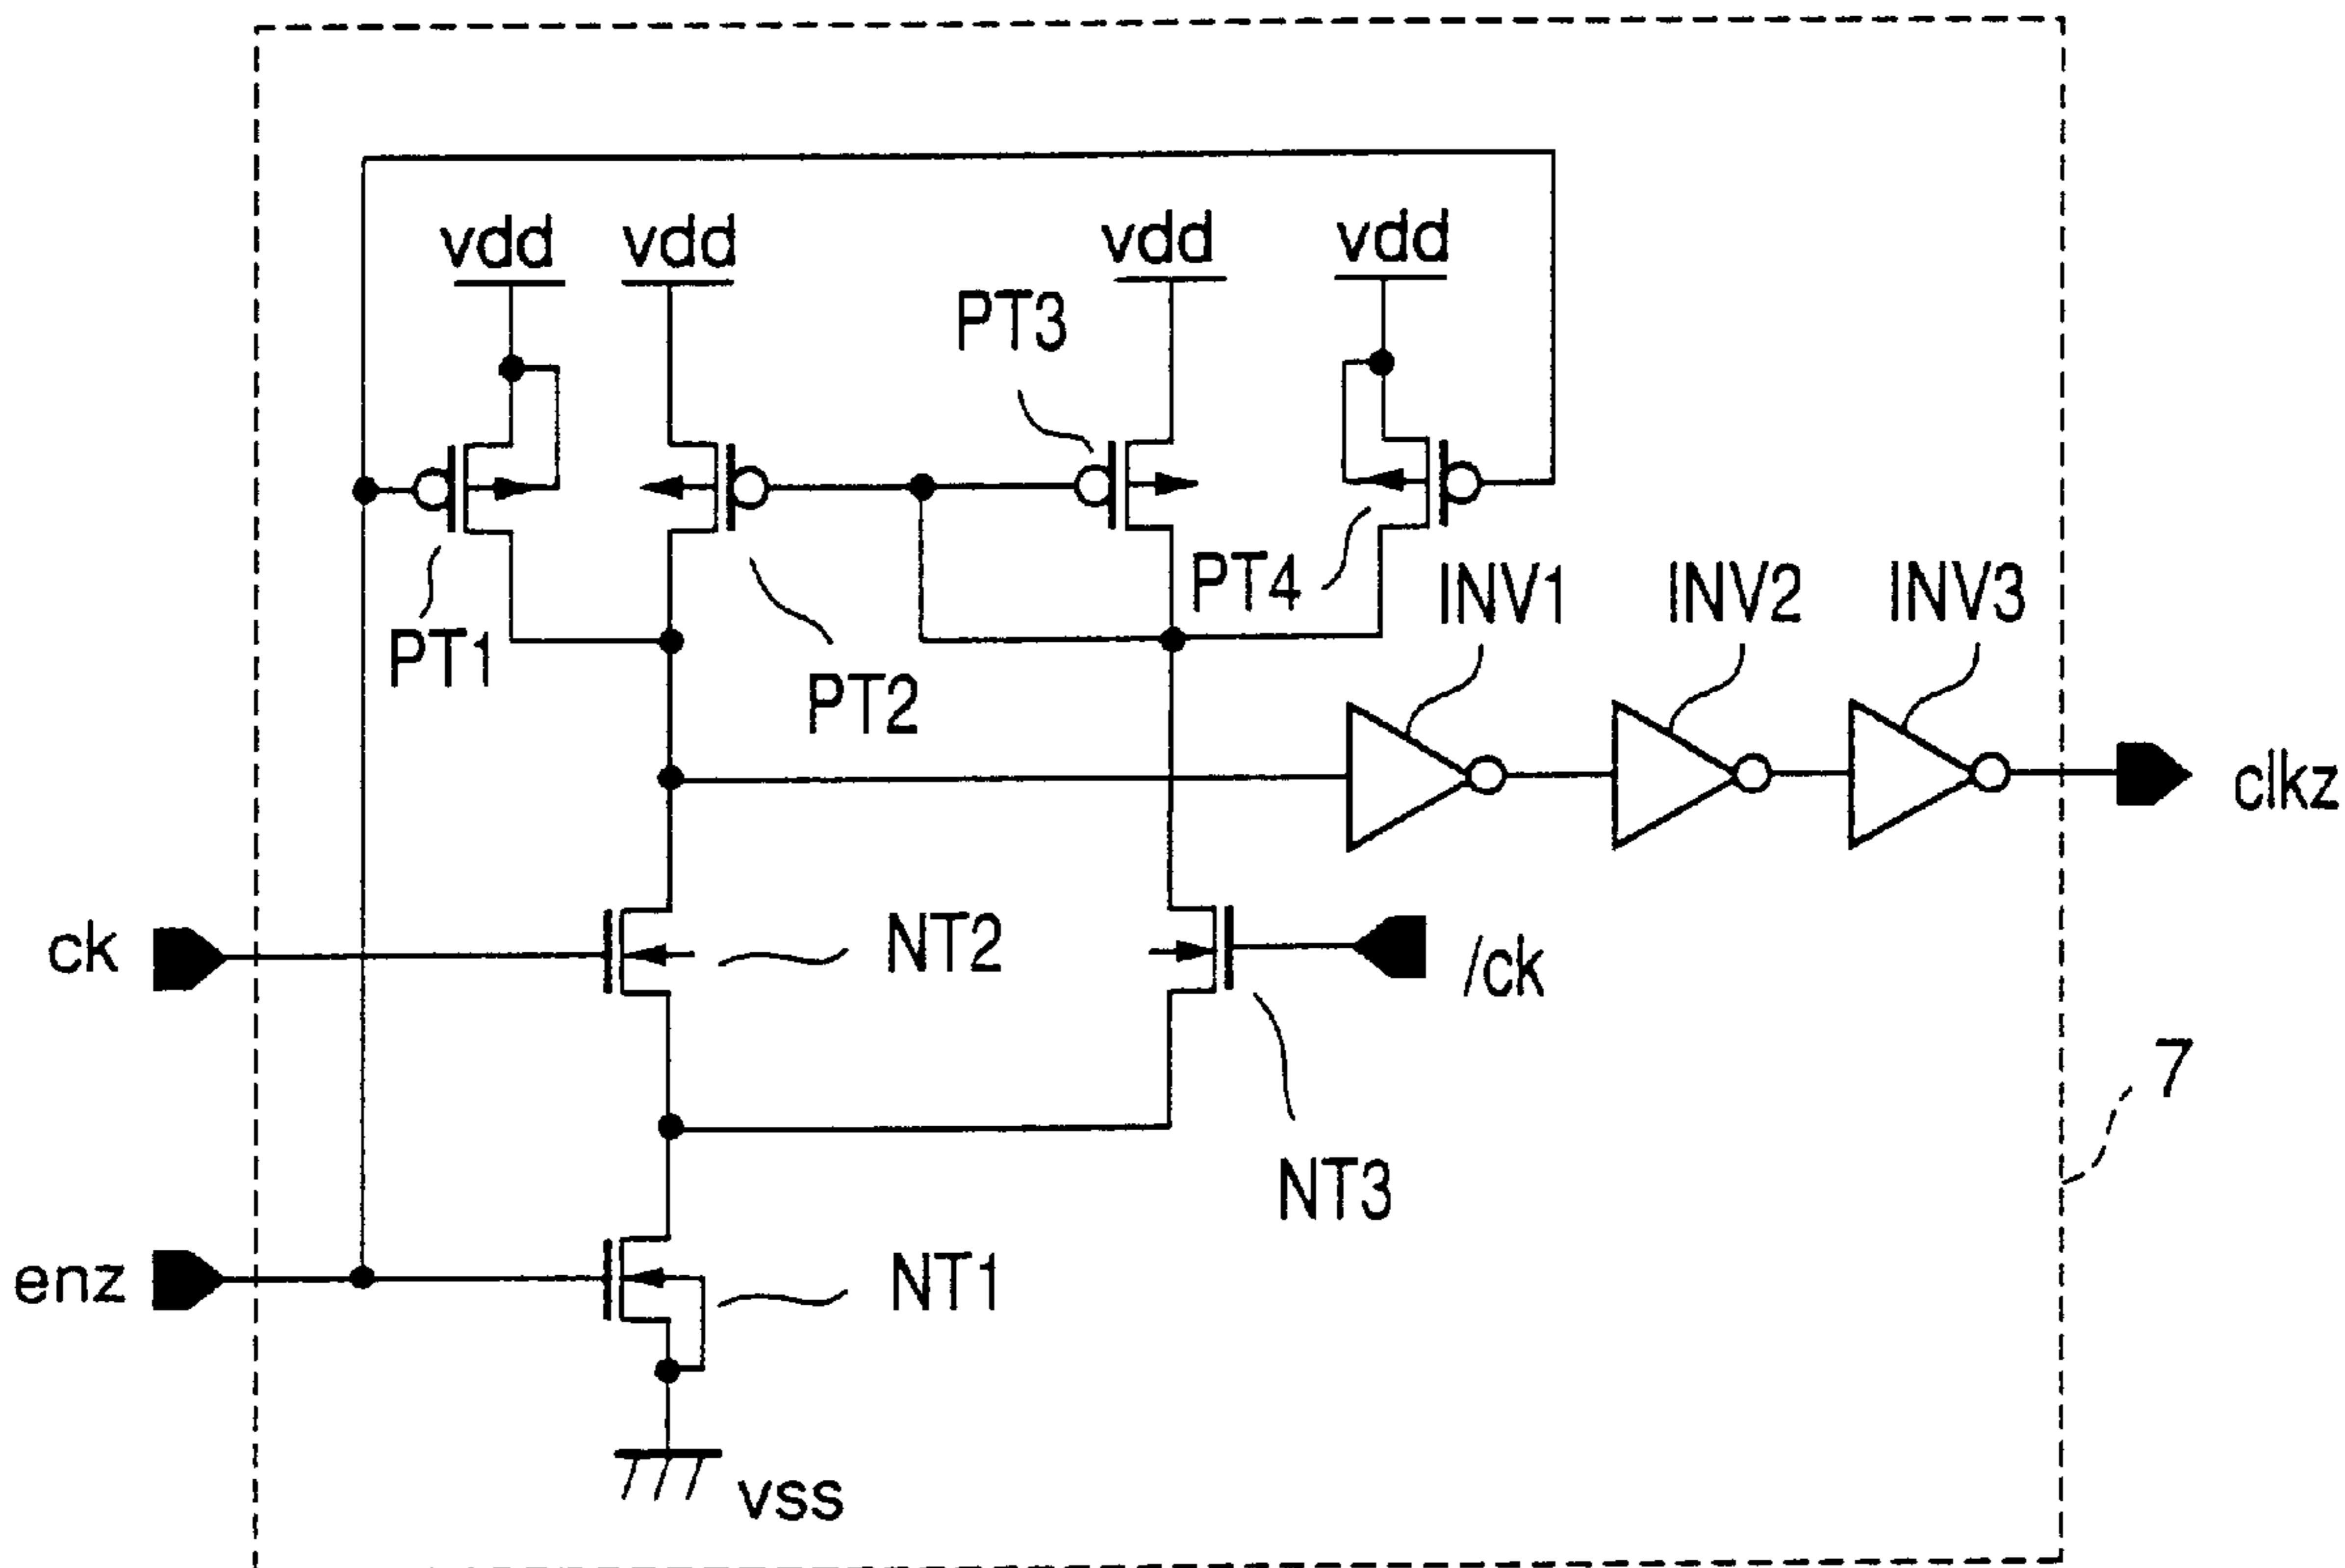 vdd vdd vdd vdd
PT3
PT4 INV1 INV2 INV3
PT1
PT2
clkz
ck NT2 /ck
7
NT3
enz NT1
vss